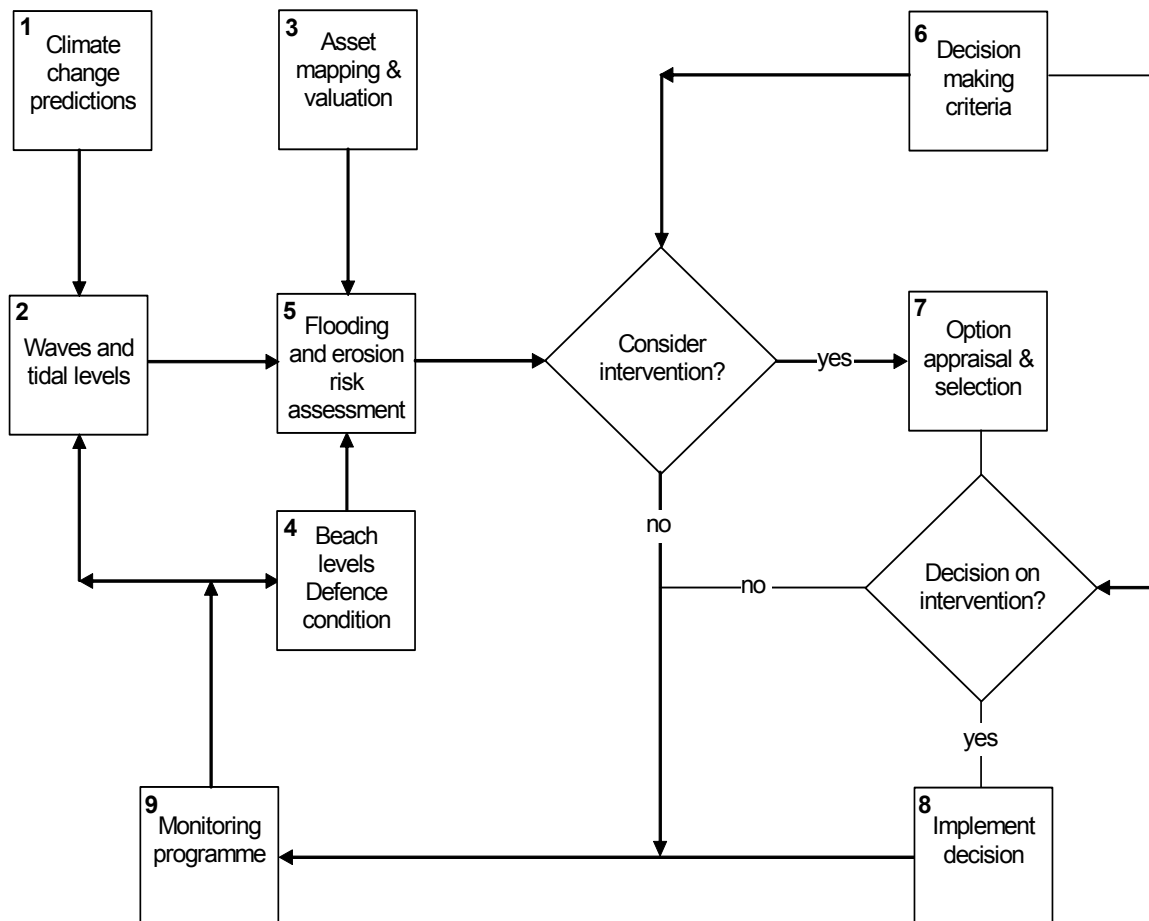 1
Climate
change
predictions
3
Asset
mapping &
valuation
6
Decision
making
criteria
2
Waves and
tidal levels
5
Flooding
and erosion
risk
assessment
Consider
intervention?
yes
7
Option
appraisal &
selection
no
4
Beach
levels
Defence
condition
no
Decision on
intervention?
yes
9
Monitoring
programme
8
Implement
decision